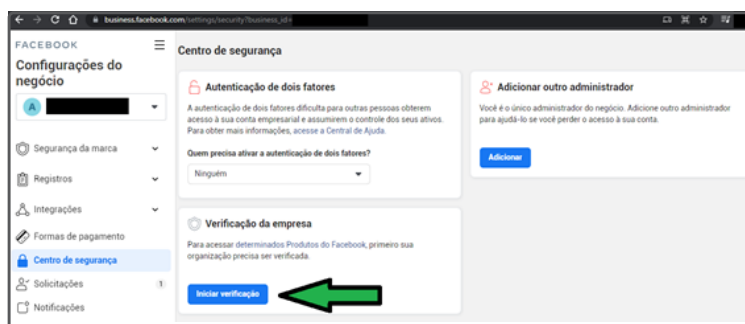 business.facebook.com/settings/security?business_id=
FACEBOOK
Configurações do negócio
A
Segurança da marca
Registros
Integrações
Formas de pagamento
Centro de segurança
Solicitações 1
Notificações
Centro de segurança
Autenticação de dois fatores
A autenticação de dois fatores dificulta para outras pessoas obterem
acesso à sua conta empresarial e assumirem o controle dos seus ativos.
Para obter mais informações, acesse a Central de Ajuda.
Quem precisa ativar a autenticação de dois fatores?
Ninguém
Adicionar outro administrador
Você é o único administrador do negócio. Adicione outro administrador
para ajudá-lo se você perder o acesso à sua conta.
Adicionar
Verificação da empresa
Para acessar determinados Produtos do Facebook, primeiro sua
organização precisa ser verificada.
Iniciar verificação